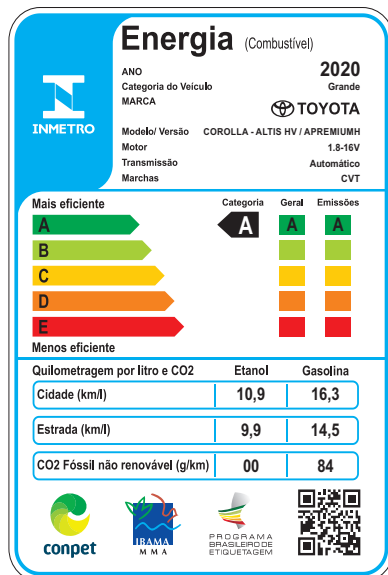 Energia (Combustível)
ANO 2020
Categoria do Veículo Grande
MARCA TOYOTA
Modelo/ Versão COROLLA - ALTIS HV / APREMIUMH
Motor 1.8-16V
Transmissão Automático
Marchas CVT
INMETRO
Mais eficiente Categoria Geral Emissões
A A A A
B
C
D
E
Menos eficiente
Quilometragem por litro e CO2 Etanol Gasolina
Cidade (km/l) 10,9 16,3
Estrada (km/l) 9,9 14,5
CO2 Fóssil não renovável (g/km) 00 84
conpet
IBAMA
MMA
PROGRAMA
BRASILEIRO DE
ETIQUETAGEM